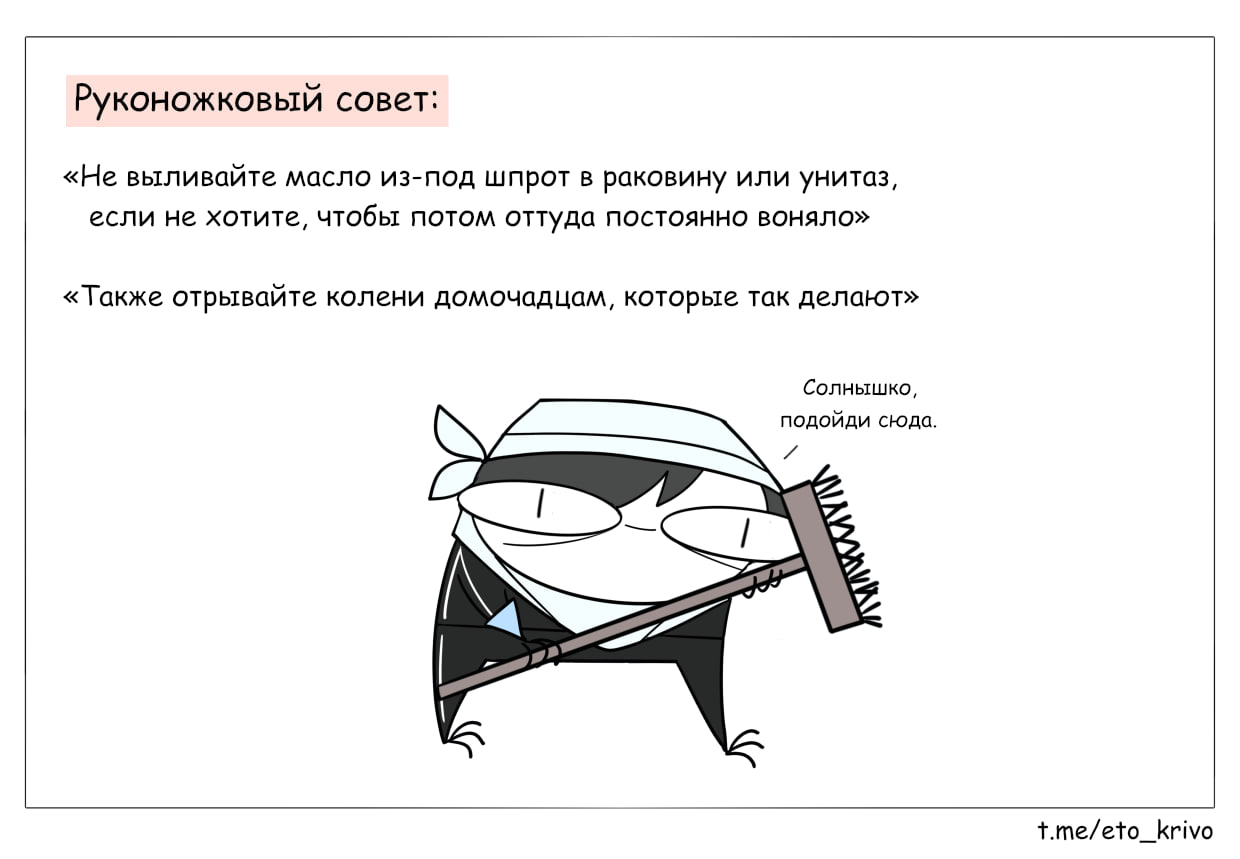 Руконожковый совет:
«Не выливайте масло из-под шпрот в раковину или унитаз,
если не хотите, чтобы потом оттуда постоянно воняло»
«Также отрывайте колени домочадцам, которые так делают»
Солнышко,
подойди сюда.
t.me/eto_krivo